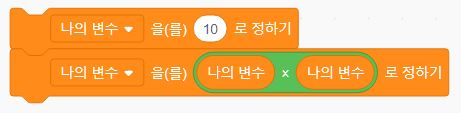 나의 변수 을(를) 10 로 정하기
나의 변수 을(를) 나의 변수 x 나의 변수 로 정하기